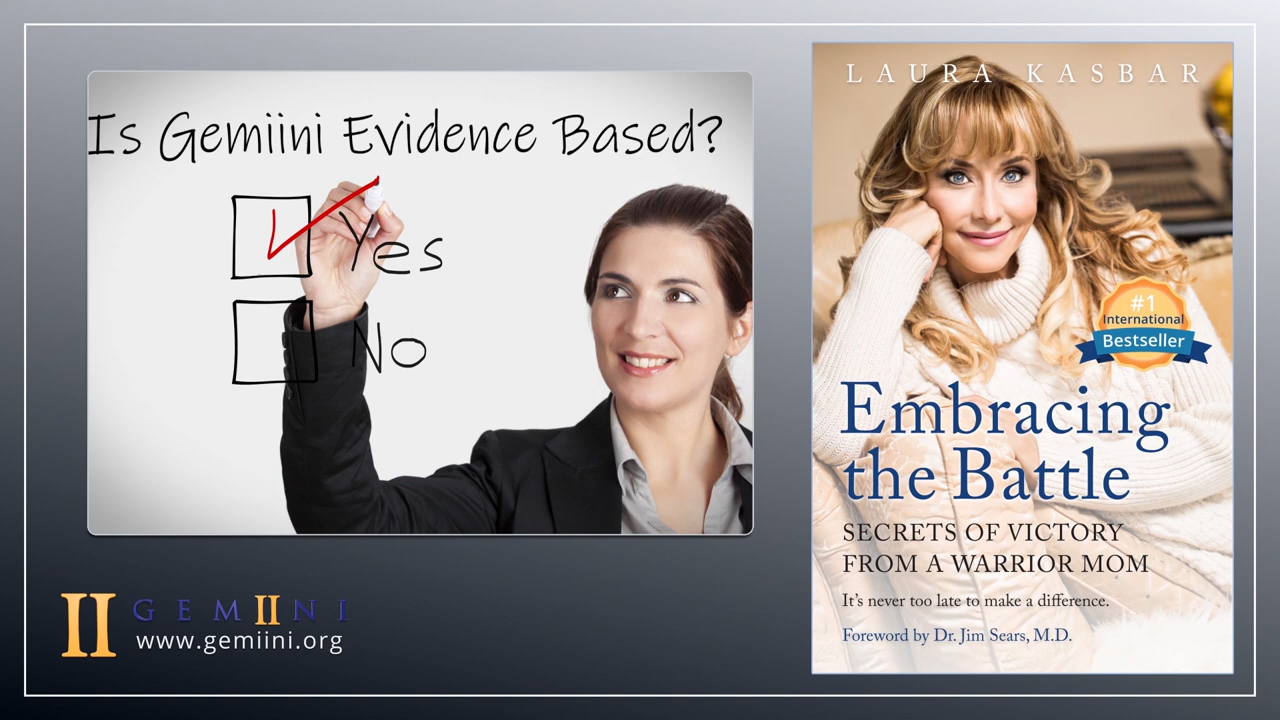 Is Gemiini Evidence Based?
Yes
No
GEMIINI
www.gemiini.org
LAURA KASBAR
#1
International
Bestseller
Embracing
the Battle
SECRETS OF VICTORY
FROM A WARRIOR MOM
It's never too late to make a difference.
Foreword by Dr. Jim Sears, M.D.